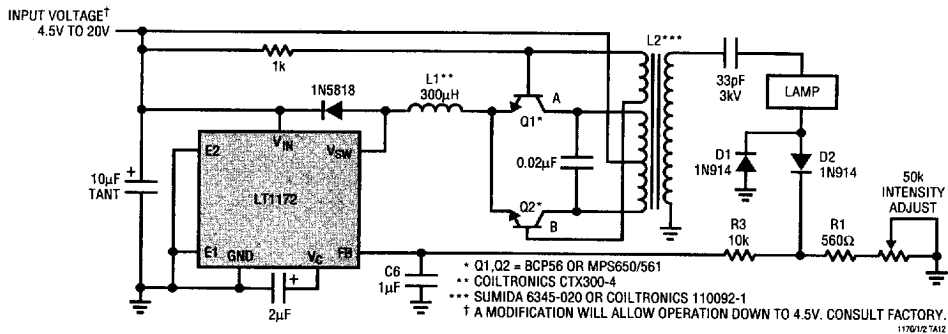 INPUT VOLTAGE†
4.5V TO 20V
1k
1N5818
L1**
300µH
A
Q1*
L2***
33pF
3kV
LAMP
D1
1N914
D2
1N914
50k
INTENSITY
ADJUST
0.02µF
Q2*
B
E2
VIN
VSW
10µF
TANT
+
LT1172
E1
GND
VC
FB
+
2µF
C6
1µF
R3
10k
R1
560Ω
* Q1,Q2 = BCP56 OR MPS650/561
** COILTRONICS CTX300-4
*** SUMIDA 6345-020 OR COILTRONICS 110092-1
† A MODIFICATION WILL ALLOW OPERATION DOWN TO 4.5V. CONSULT FACTORY.
1170/1/2 TA12